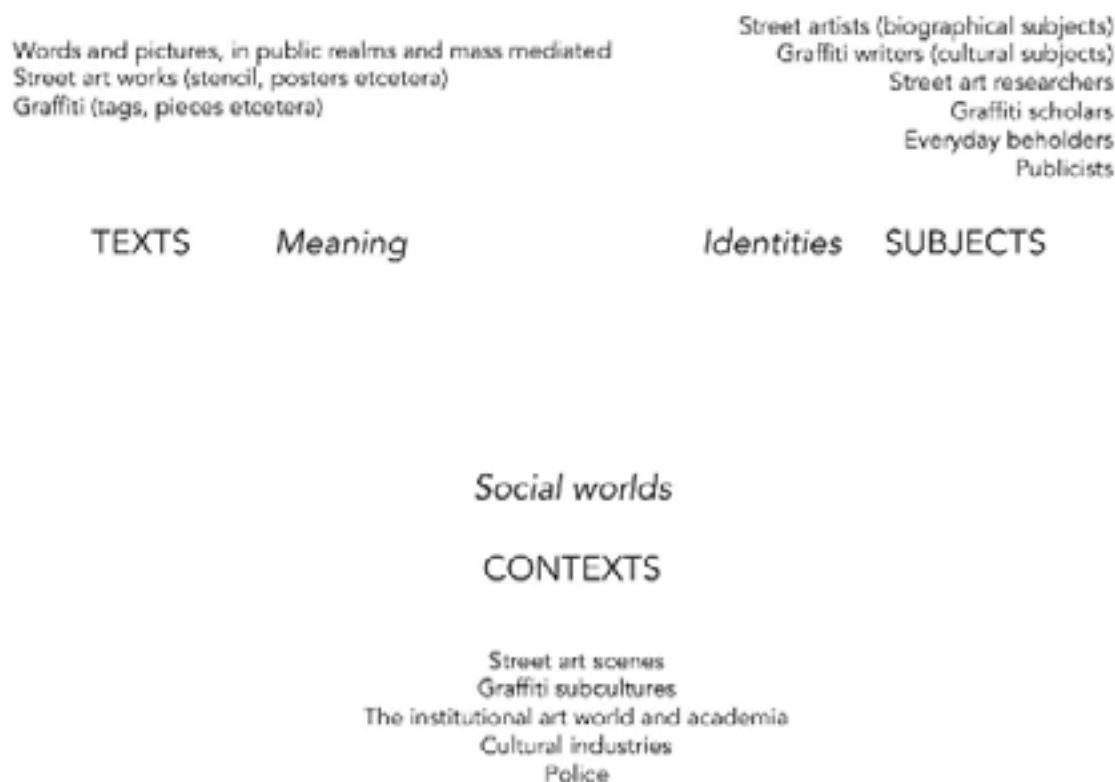 Words and pictures, in public realms and mass mediated
Street art works (stencil, posters etcetera)
Graffiti (tags, pieces etcetera)
Street artists (biographical subjects)
Graffiti writers (cultural subjects)
Street art researchers
Graffiti scholars
Everyday beholders
Publicists
TEXTS Meaning Identities SUBJECTS
Social worlds
CONTEXTS
Street art scenes
Graffiti subcultures
The institutional art world and academia
Cultural industries
Police